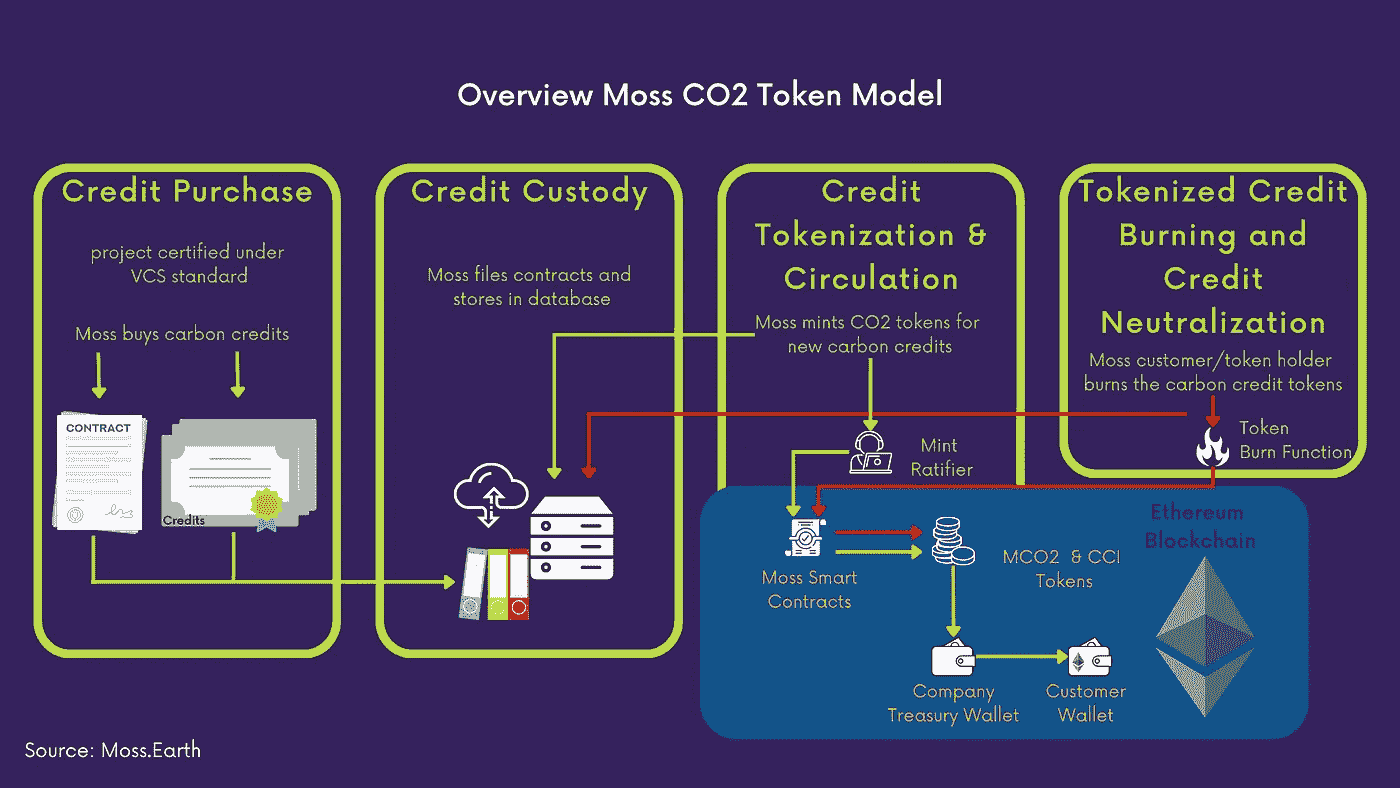 Overview Moss CO2 Token Model
Credit Purchase
project certified under
VCS standard
Moss buys carbon credits
CONTRACT
Credits
Credit Custody
Moss files contracts and
stores in database
Credit
Tokenization &
Circulation
Moss mints CO2 tokens for
new carbon credits
Mint
Ratifier
Tokenized Credit
Burning and
Credit
Neutralization
Moss customer/token holder
burns the carbon credit tokens
Token
Burn Function
Ethereum
Blockchain
Moss Smart
Contracts
MCO2 & CCI
Tokens
Company
Treasury Wallet
Customer
Wallet
Source: Moss.Earth